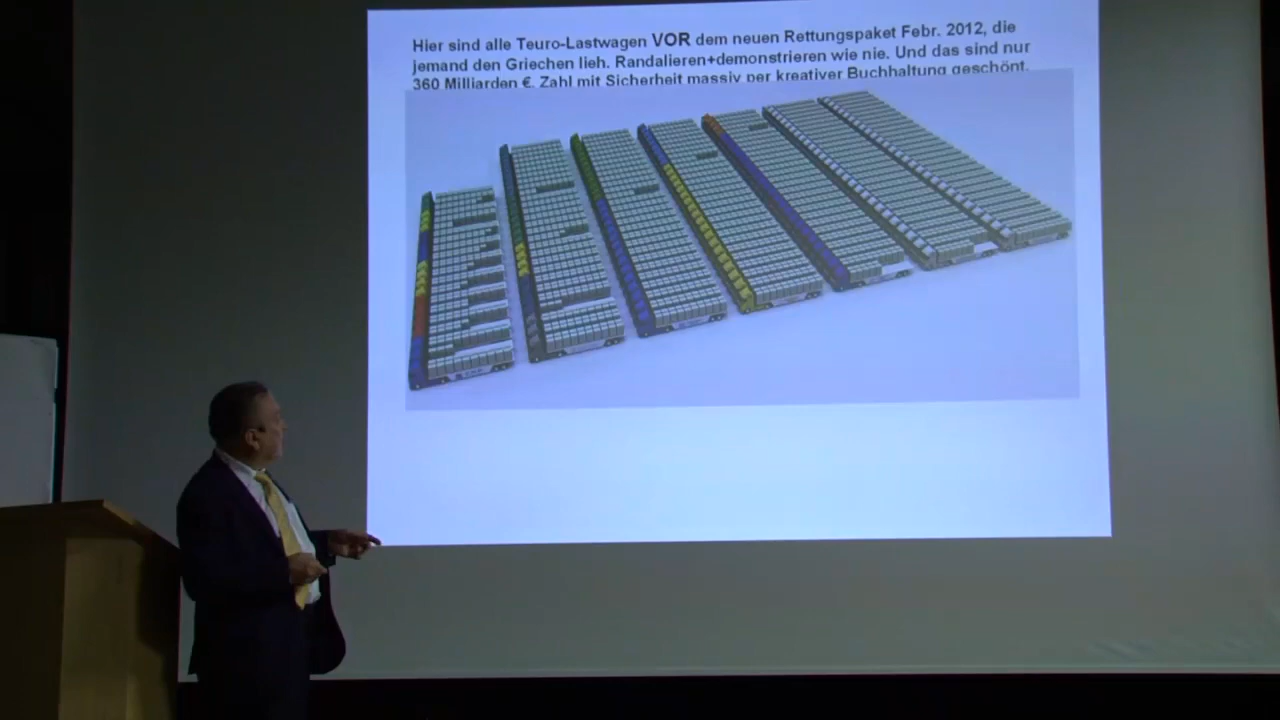 Hier sind alle Teuro-Lastwagen VOR dem neuen Rettungspaket Febr. 2012, die
jemand den Griechen lieh. Randalieren+demonstrieren wie nie. Und das sind nur
360 Milliarden €. Zahl mit Sicherheit massiv per kreativer Buchhaltung geschönt.